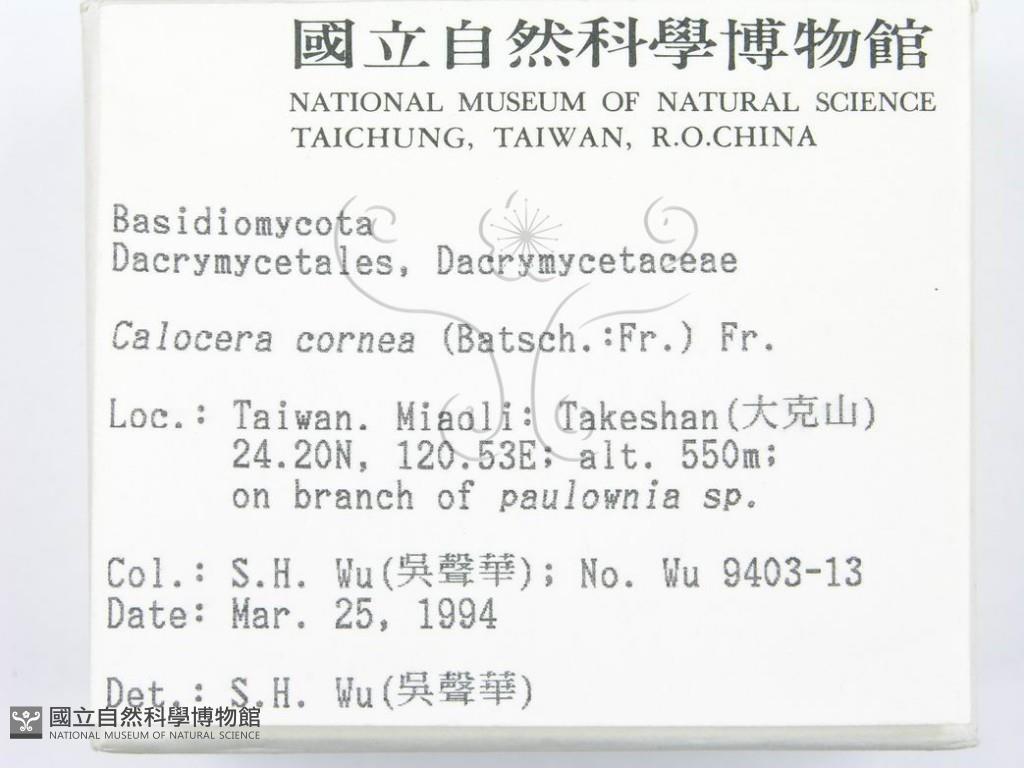 國立自然科學博物館
NATIONAL MUSEUM OF NATURAL SCIENCE
TAICHUNG, TAIWAN, R.O.CHINA
Basidiomycota
Dacrymycetales, Dacrymycetaceae
Calocera cornea (Batsch.:Fr.) Fr.
Loc.: Taiwan. Miaoli: Takeshan(大克山)
24.20N, 120.53E; alt. 550m;
on branch of paulownia sp.
Col.: S.H. Wu(吳聲華); No. Wu 9403-13
Date: Mar. 25, 1994
Det.: S.H. Wu(吳聲華)
國立自然科學博物館
NATIONAL MUSEUM OF NATURAL SCIENCE